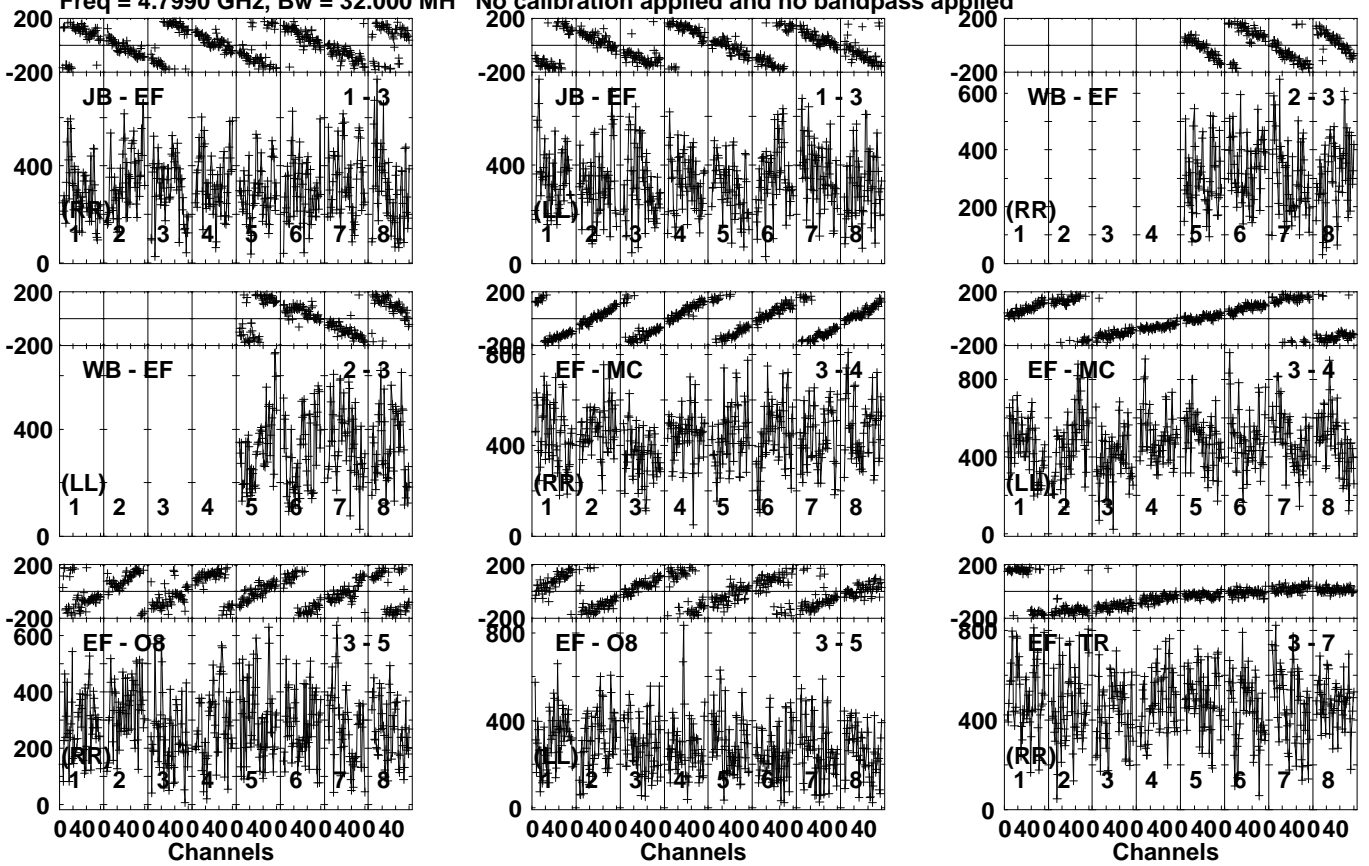 Freq = 4.7990 GHz, Bw = 32.000 MH No calibration applied and no bandpass applied
200 200 200
-200 -200 -200
JB - EF 1 - 3 JB - EF 1 - 3 600 WB - EF 2 - 3
400 400 400
200
(RR) (LL) (RR)
1 2 3 4 5 6 7 8 1 2 3 4 5 6 7 8 1 2 3 4 5 6 7 8
0 0 0
200 200 200
-200 -200 -200
800
WB - EF 2 - 3 EF - MC 3 - 4 EF - MC 3 - 4
800
400 400 400
(LL) (RR) (LL)
1 2 3 4 5 6 7 8 1 2 3 4 5 6 7 8 1 2 3 4 5 6 7 8
0 0 0
200 200 200
-200 -200 -200
600 800 800
EF - O8 3 - 5 EF - O8 3 - 5 EF - TR 3 - 7
400 400 400
200
(RR) (LL) (RR)
1 2 3 4 5 6 7 8 1 2 3 4 5 6 7 8 1 2 3 4 5 6 7 8
0 0 0
0 40 0 40 0 40 0 40 0 40 0 40 0 40 0 40 0 40 0 40 0 40 0 40 0 40 0 40 0 40 0 40 0 40 0 40 0 40 0 40 0 40 0 40 0 40 0 40
Channels Channels Channels